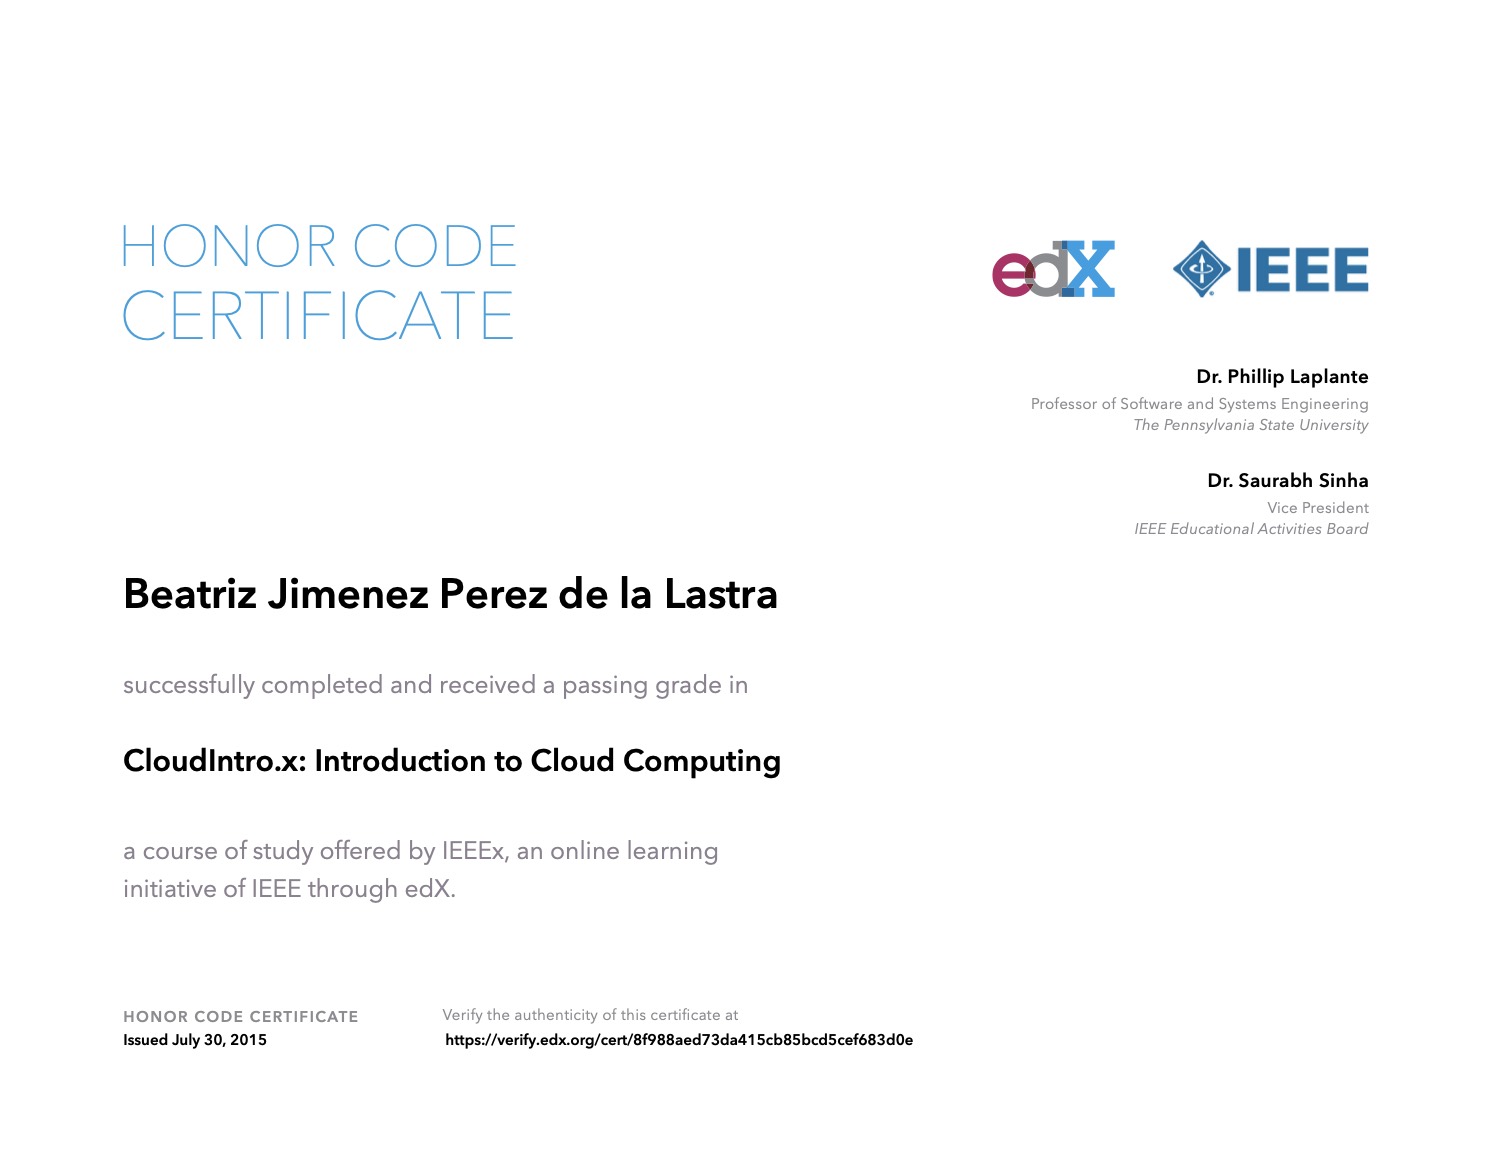 HONOR CODE
CERTIFICATE
edX
IEEE
Dr. Phillip Laplante
Professor of Software and Systems Engineering
The Pennsylvania State University
Dr. Saurabh Sinha
Vice President
IEEE Educational Activities Board
Beatriz Jimenez Perez de la Lastra
successfully completed and received a passing grade in
CloudIntro.x: Introduction to Cloud Computing
a course of study offered by IEEEx, an online learning
initiative of IEEE through edX.
HONOR CODE CERTIFICATE
Issued July 30, 2015
Verify the authenticity of this certificate at
https://verify.edx.org/cert/8f988aed73da415cb85bcd5cef683d0e